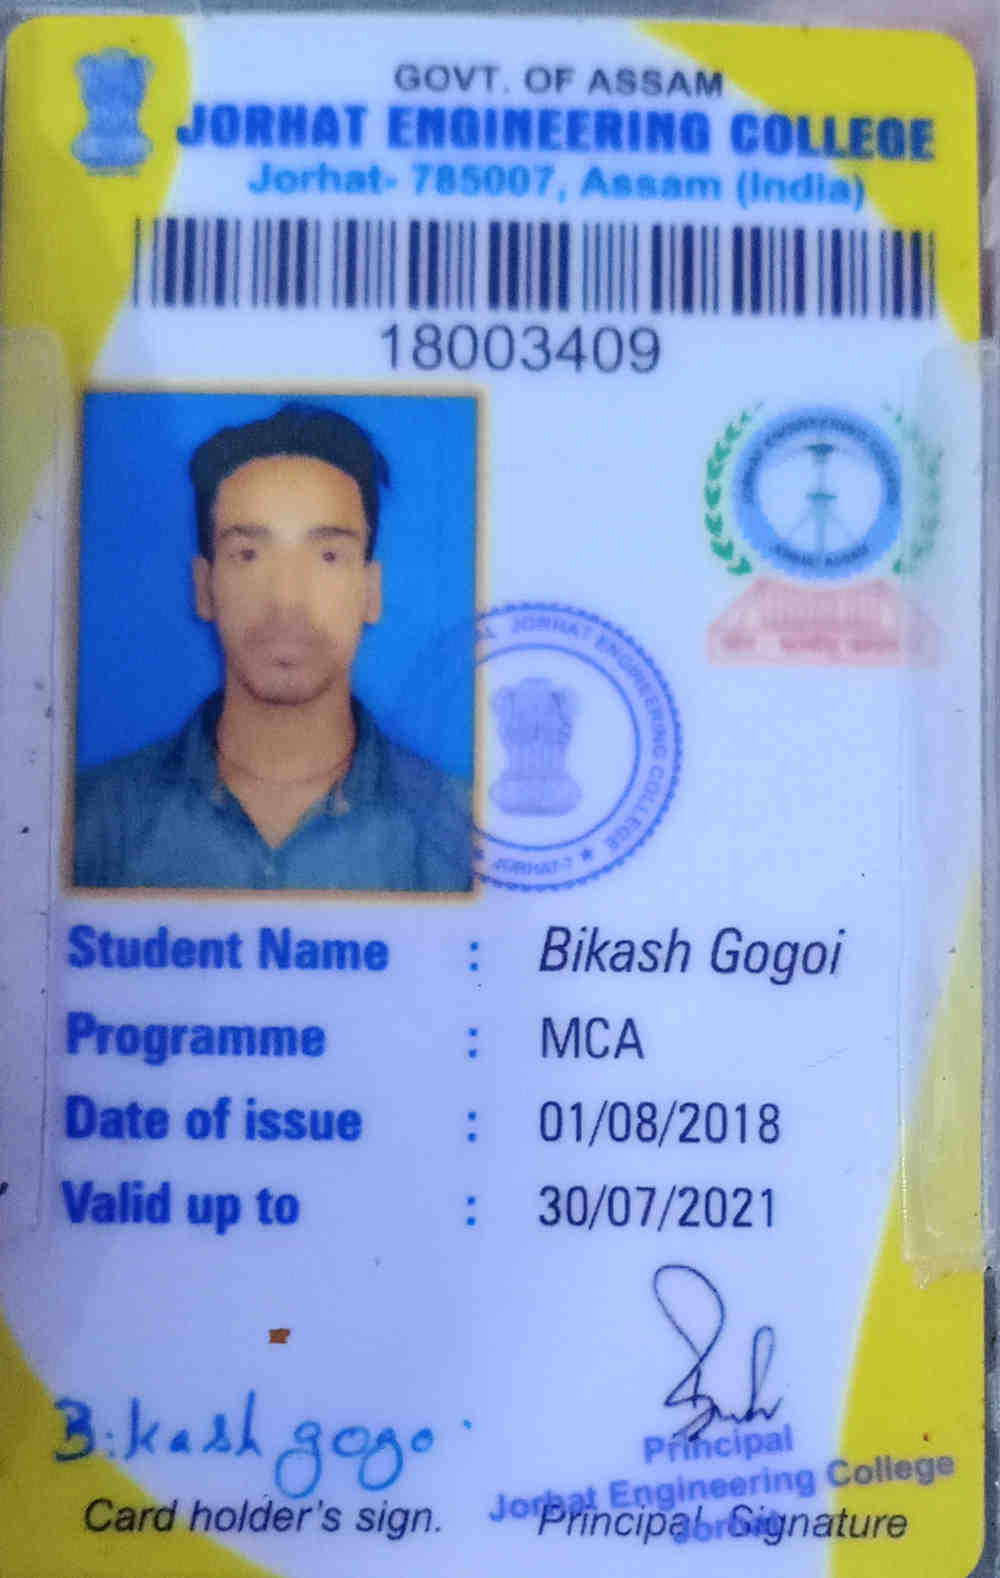 GOVT. OF ASSAM
JORHAT ENGINEERING COLLEGE
Jorhat- 785007, Assam (India)
18003409
JORHAT ENGINEERING COLLEGE
★ JORHAT-7 ★
Student Name : Bikash Gogoi
Programme : MCA
Date of issue : 01/08/2018
Valid up to : 30/07/2021
Bikash gogoi
Principal
Jorhat Engineering College
Jorhat
Card holder's sign. Principal Signature